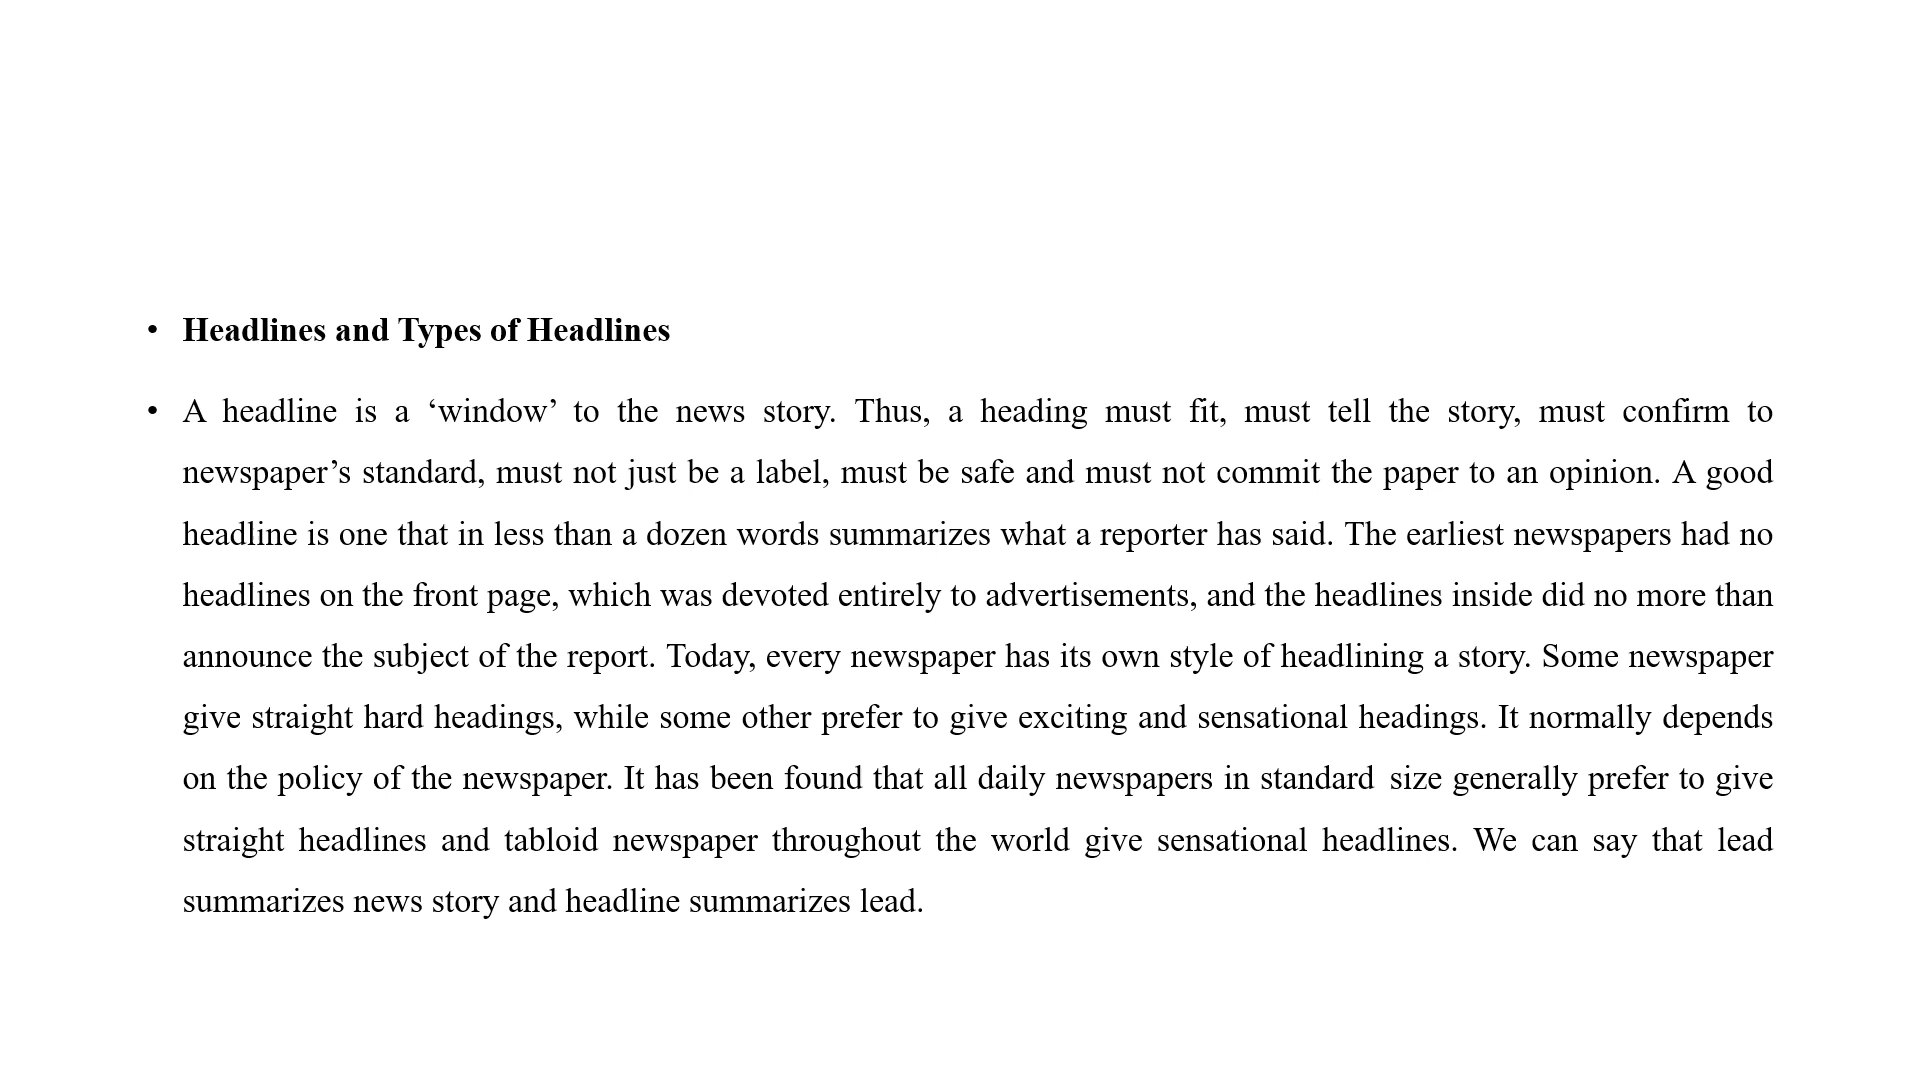 • Headlines and Types of Headlines
• A headline is a ‘window’ to the news story. Thus, a heading must fit, must tell the story, must confirm to
newspaper’s standard, must not just be a label, must be safe and must not commit the paper to an opinion. A good
headline is one that in less than a dozen words summarizes what a reporter has said. The earliest newspapers had no
headlines on the front page, which was devoted entirely to advertisements, and the headlines inside did no more than
announce the subject of the report. Today, every newspaper has its own style of headlining a story. Some newspaper
give straight hard headings, while some other prefer to give exciting and sensational headings. It normally depends
on the policy of the newspaper. It has been found that all daily newspapers in standard size generally prefer to give
straight headlines and tabloid newspaper throughout the world give sensational headlines. We can say that lead
summarizes news story and headline summarizes lead.